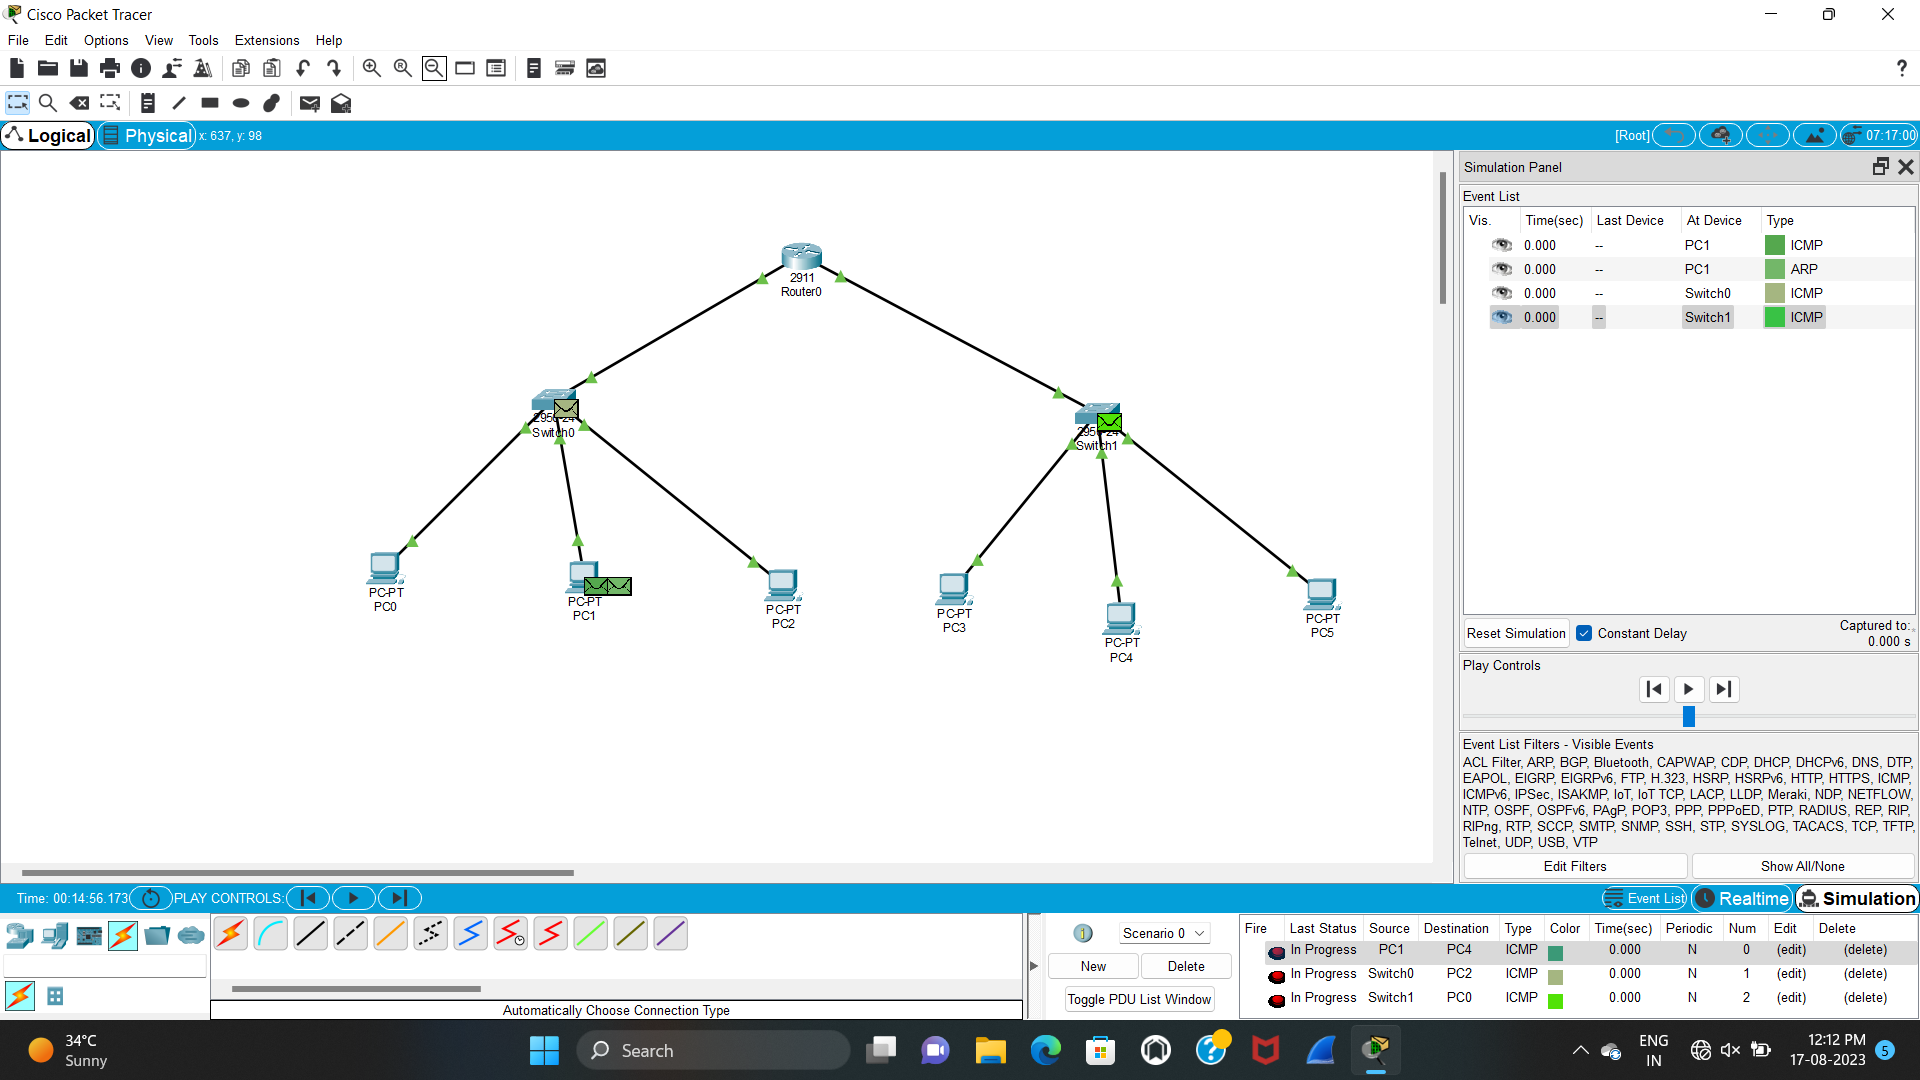 Cisco Packet Tracer
File Edit Options View Tools Extensions Help
?
Logical Physical x: 637, y: 98 [Root] 07:17:00
Simulation Panel
Event List
Vis. Time(sec) Last Device At Device Type
0.000 -- PC1 ICMP
0.000 -- PC1 ARP
0.000 -- Switch0 ICMP
0.000 -- Switch1 ICMP
2911
Router0
Switch0
Switch1
PC-PT
PC0
PC-PT
PC1
PC-PT
PC2
PC-PT
PC3
PC-PT
PC4
PC-PT
PC5
Reset Simulation Constant Delay Captured to:
0.000 s
Play Controls
Event List Filters - Visible Events
ACL Filter, ARP, BGP, Bluetooth, CAPWAP, CDP, DHCP, DHCPv6, DNS, DTP,
EAPOL, EIGRP, EIGRPv6, FTP, H.323, HSRP, HSRPv6, HTTP, HTTPS, ICMP,
ICMPv6, IPSec, ISAKMP, IoT, IoT TCP, LACP, LLDP, Meraki, NDP, NETFLOW,
NTP, OSPF, OSPFv6, PAgP, POP3, PPP, PPPoED, PTP, RADIUS, REP, RIP,
RIPng, RTP, SCCP, SMTP, SNMP, SSH, STP, SYSLOG, TACACS, TCP, TFTP,
Telnet, UDP, USB, VTP
Edit Filters Show All/None
Time: 00:14:56.173 PLAY CONTROLS: Event List Realtime Simulation
Scenario 0
New Delete
Toggle PDU List Window
Fire Last Status Source Destination Type Color Time(sec) Periodic Num Edit Delete
In Progress PC1 PC4 ICMP 0.000 N 0 (edit) (delete)
In Progress Switch0 PC2 ICMP 0.000 N 1 (edit) (delete)
In Progress Switch1 PC0 ICMP 0.000 N 2 (edit) (delete)
Automatically Choose Connection Type
34°C
Sunny
Search
ENG
IN
12:12 PM
17-08-2023
5